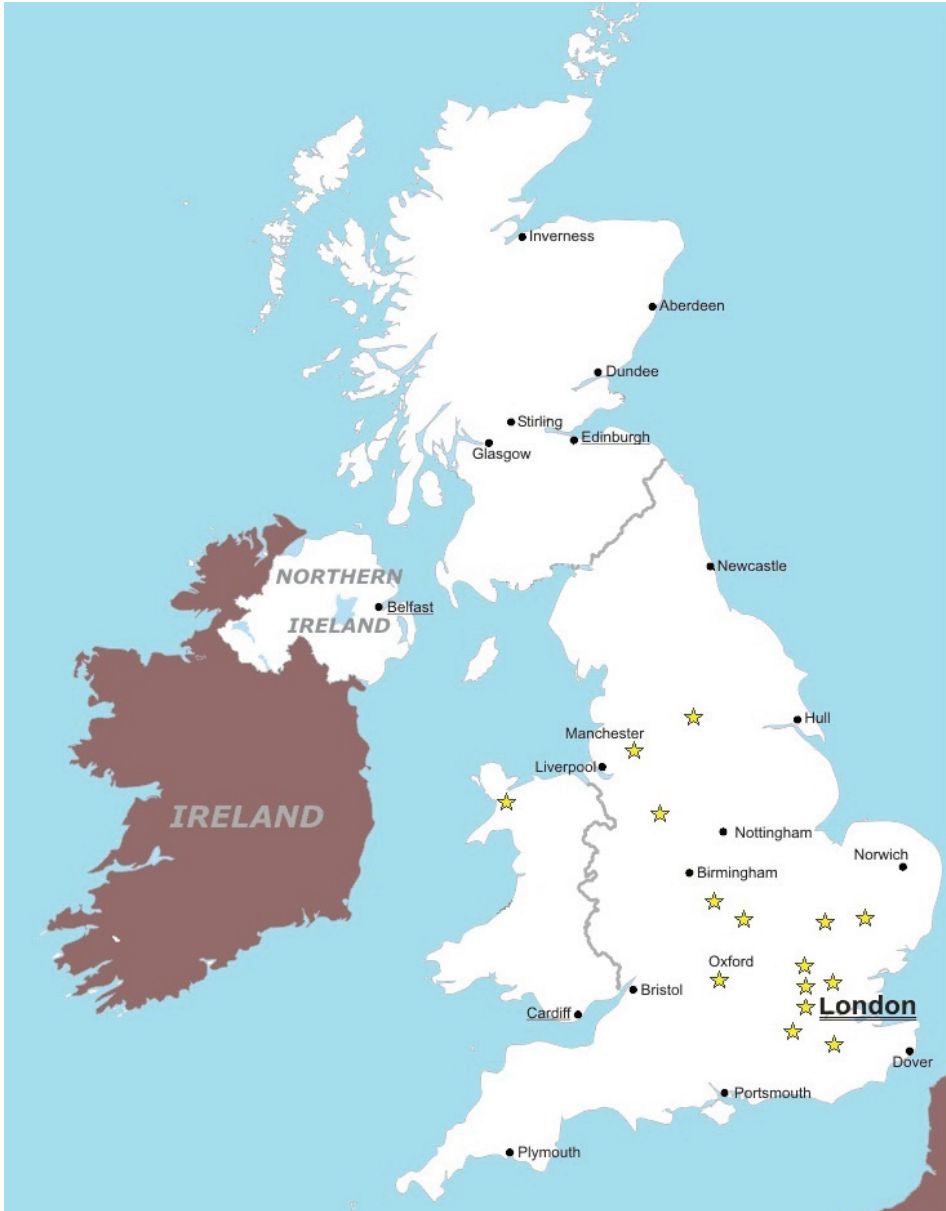 Inverness
Aberdeen
Dundee
Stirling
Edinburgh
Glasgow
NORTHERN
IRELAND
Newcastle
Belfast
Hull
Manchester
Liverpool
IRELAND
Nottingham
Norwich
Birmingham
Oxford
Bristol
London
Cardiff
Dover
Portsmouth
Plymouth